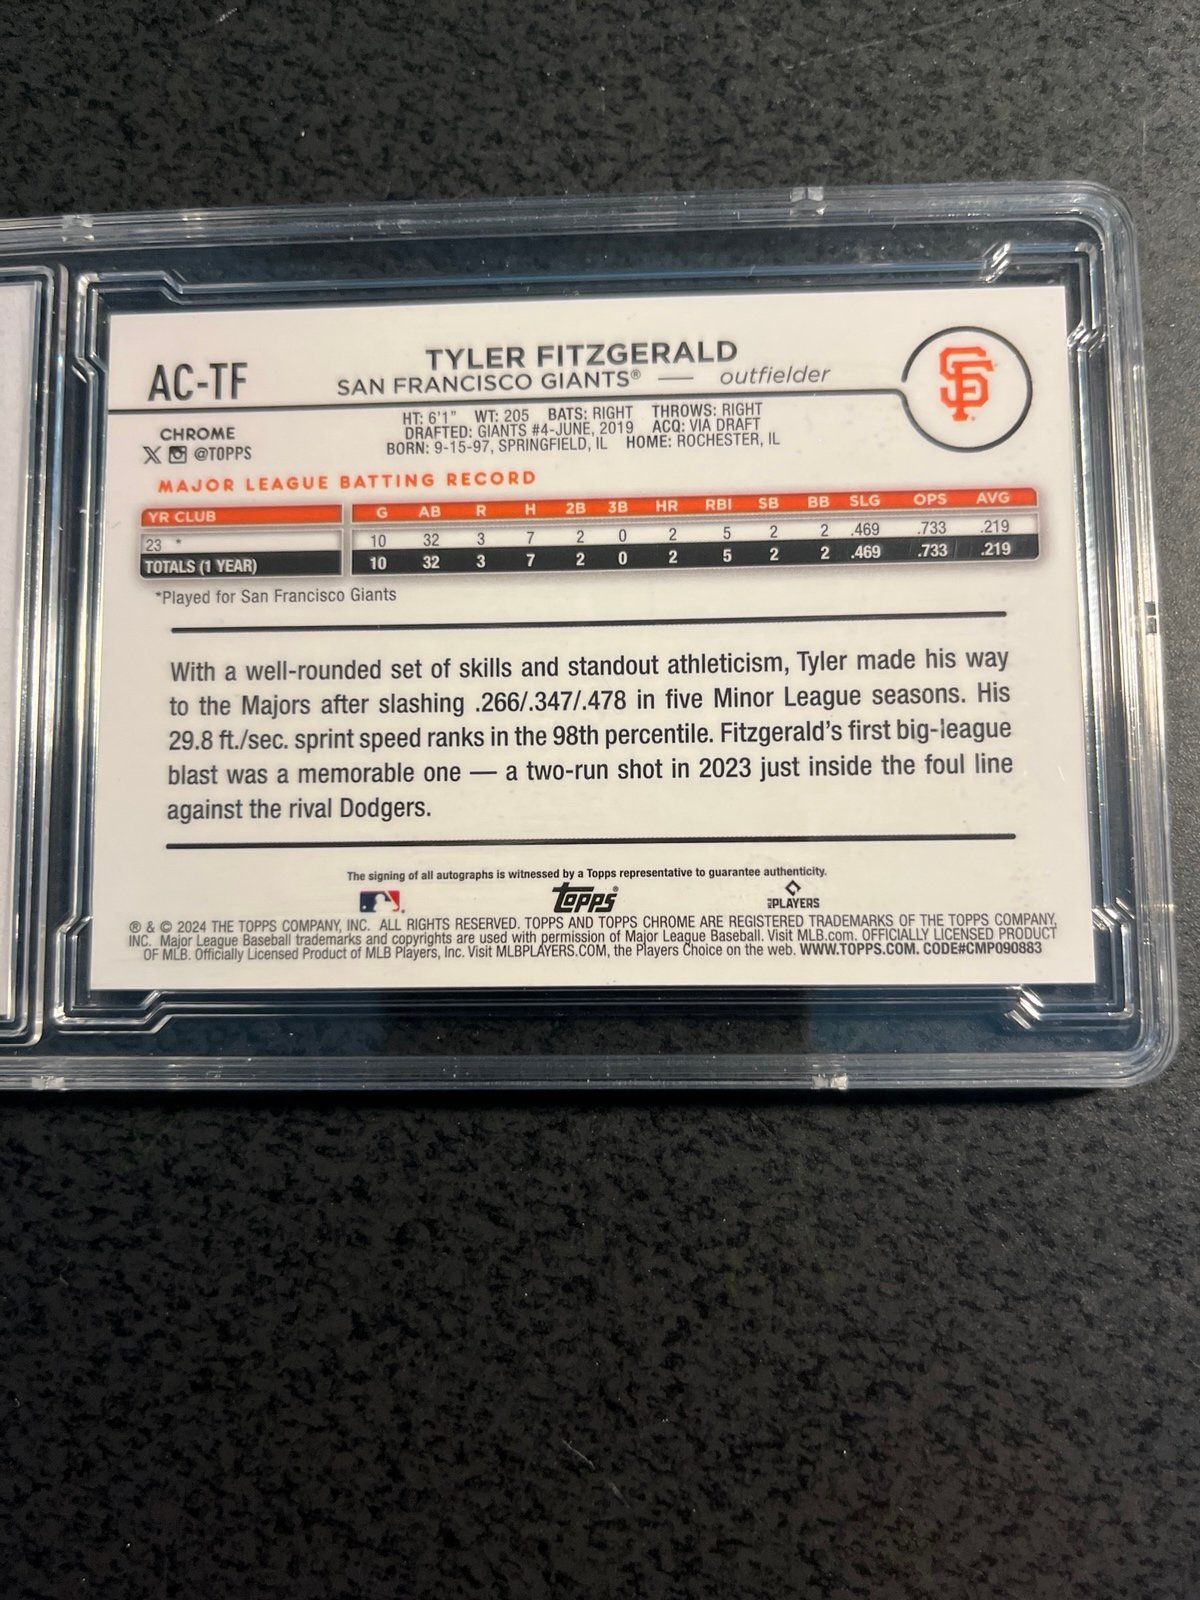 AC-TF
TYLER FITZGERALD
SAN FRANCISCO GIANTS® — outfielder
SF
CHROME
@TOPPS
HT: 6'1" WT: 205 BATS: RIGHT THROWS: RIGHT
DRAFTED: GIANTS #4-JUNE, 2019 ACQ: VIA DRAFT
BORN: 9-15-97, SPRINGFIELD, IL HOME: ROCHESTER, IL
MAJOR LEAGUE BATTING RECORD
YR CLUB G AB R H 2B 3B HR RBI SB BB SLG OPS AVG
23 * 10 32 3 7 2 0 2 5 2 2 .469 .733 .219
TOTALS (1 YEAR) 10 32 3 7 2 0 2 5 2 2 .469 .733 .219
*Played for San Francisco Giants
With a well-rounded set of skills and standout athleticism, Tyler made his way
to the Majors after slashing .266/.347/.478 in five Minor League seasons. His
29.8 ft./sec. sprint speed ranks in the 98th percentile. Fitzgerald's first big-league
blast was a memorable one — a two-run shot in 2023 just inside the foul line
against the rival Dodgers.
The signing of all autographs is witnessed by a Topps representative to guarantee authenticity.
Topps®
MLBPLAYERS
® & © 2024 THE TOPPS COMPANY, INC. ALL RIGHTS RESERVED. TOPPS AND TOPPS CHROME ARE REGISTERED TRADEMARKS OF THE TOPPS COMPANY,
INC. Major League Baseball trademarks and copyrights are used with permission of Major League Baseball. Visit MLB.com. OFFICIALLY LICENSED PRODUCT
OF MLB. Officially Licensed Product of MLB Players, Inc. Visit MLBPLAYERS.COM, the Players Choice on the web. WWW.TOPPS.COM. CODE#CMP090883